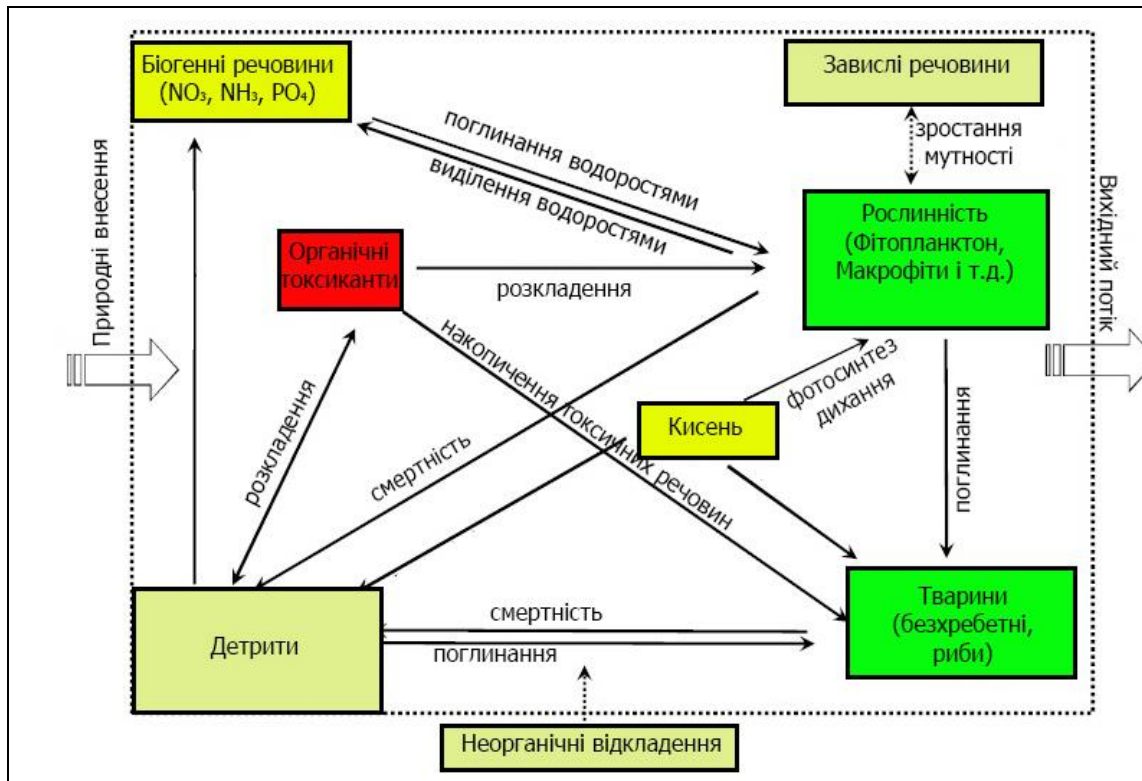 Біогенні речовини
(NO₃, NH₃, PO₄)
Завислі речовини
зростання
мутності
поглинання водоростями
виділення водоростями
Природні внесення
Вихідний потік
Рослинність
(Фітопланктон,
Макрофіти і т.д.)
Органічні
токсиканти
розкладення
накопичення токсичних речовин
фотосинтез
дихання
Кисень
розкладення
смертність
поглинання
Детрити
смертність
поглинання
Тварини
(безхребетні,
риби)
Неорганічні відкладення